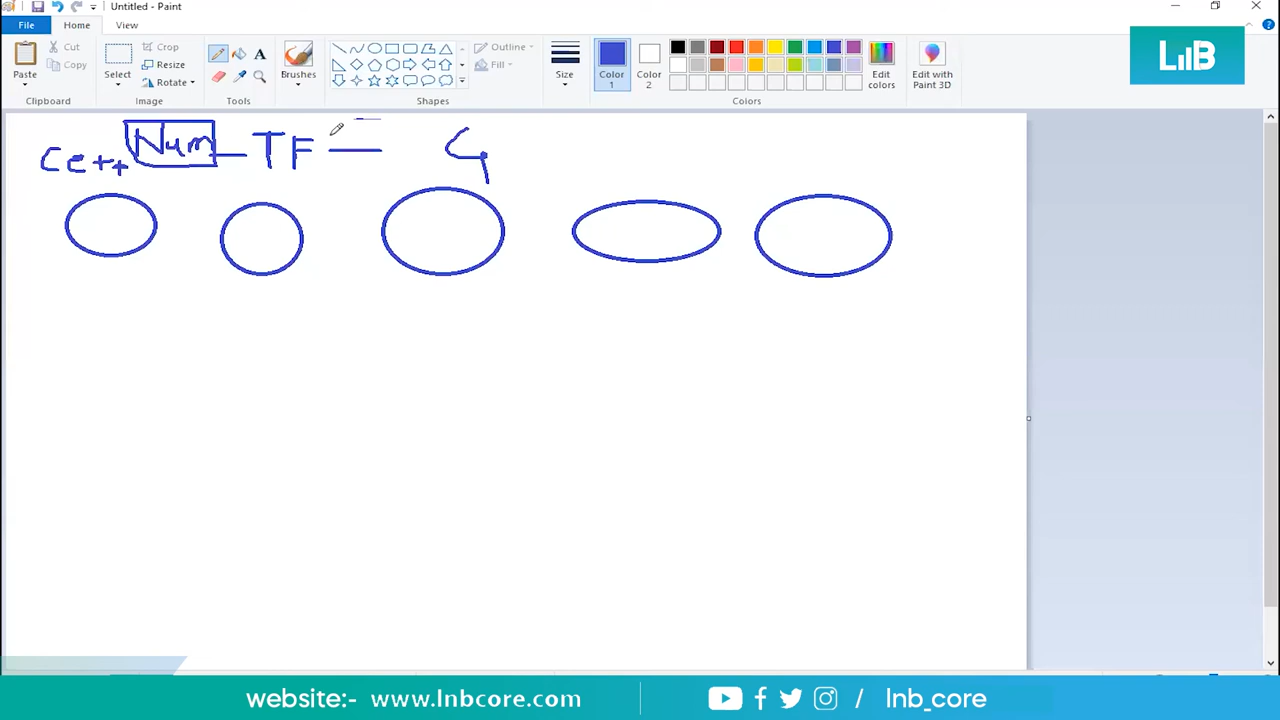 Untitled - Paint
File Home View
Paste
Cut
Copy
Clipboard
Select
Crop
Resize
Rotate
Image
A
Tools
Brushes
Shapes
Outline
Fill
Size
Color 1
Color 2
Colors
Edit colors
Edit with Paint 3D
LNB
Num TF
website:- www.lnbcore.com lnb_core